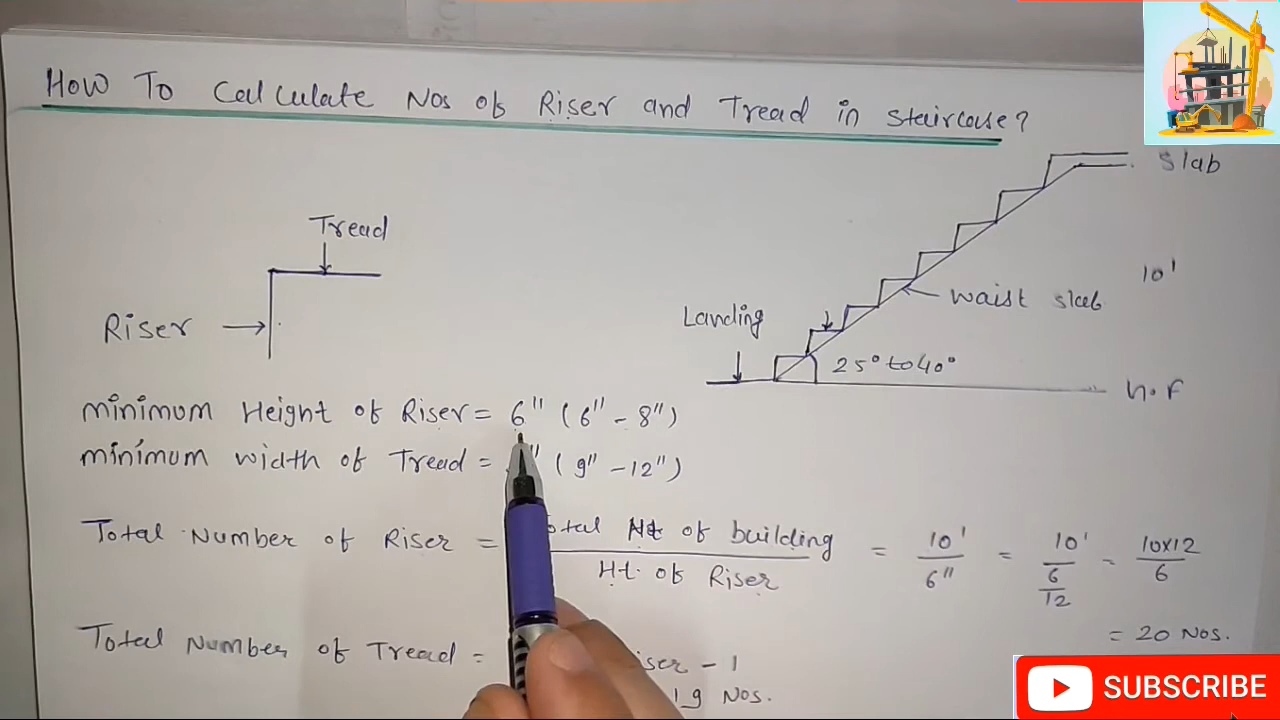 How To Calculate Nos of Riser and Tread in Staircase?
Slab
Tread
10'
Riser
Landing
waist slab
25° to 40°
minimum Height of Riser = 6" (6" - 8")
minimum width of Tread = " (9" - 12")
Total Number of Riser = Total Ht of building / Ht. of Riser = 10' / 6" = 10' / 6/12 = 10x12 / 6
= 20 Nos.
Total Number of Tread = Riser - 1
19 Nos.
SUBSCRIBE